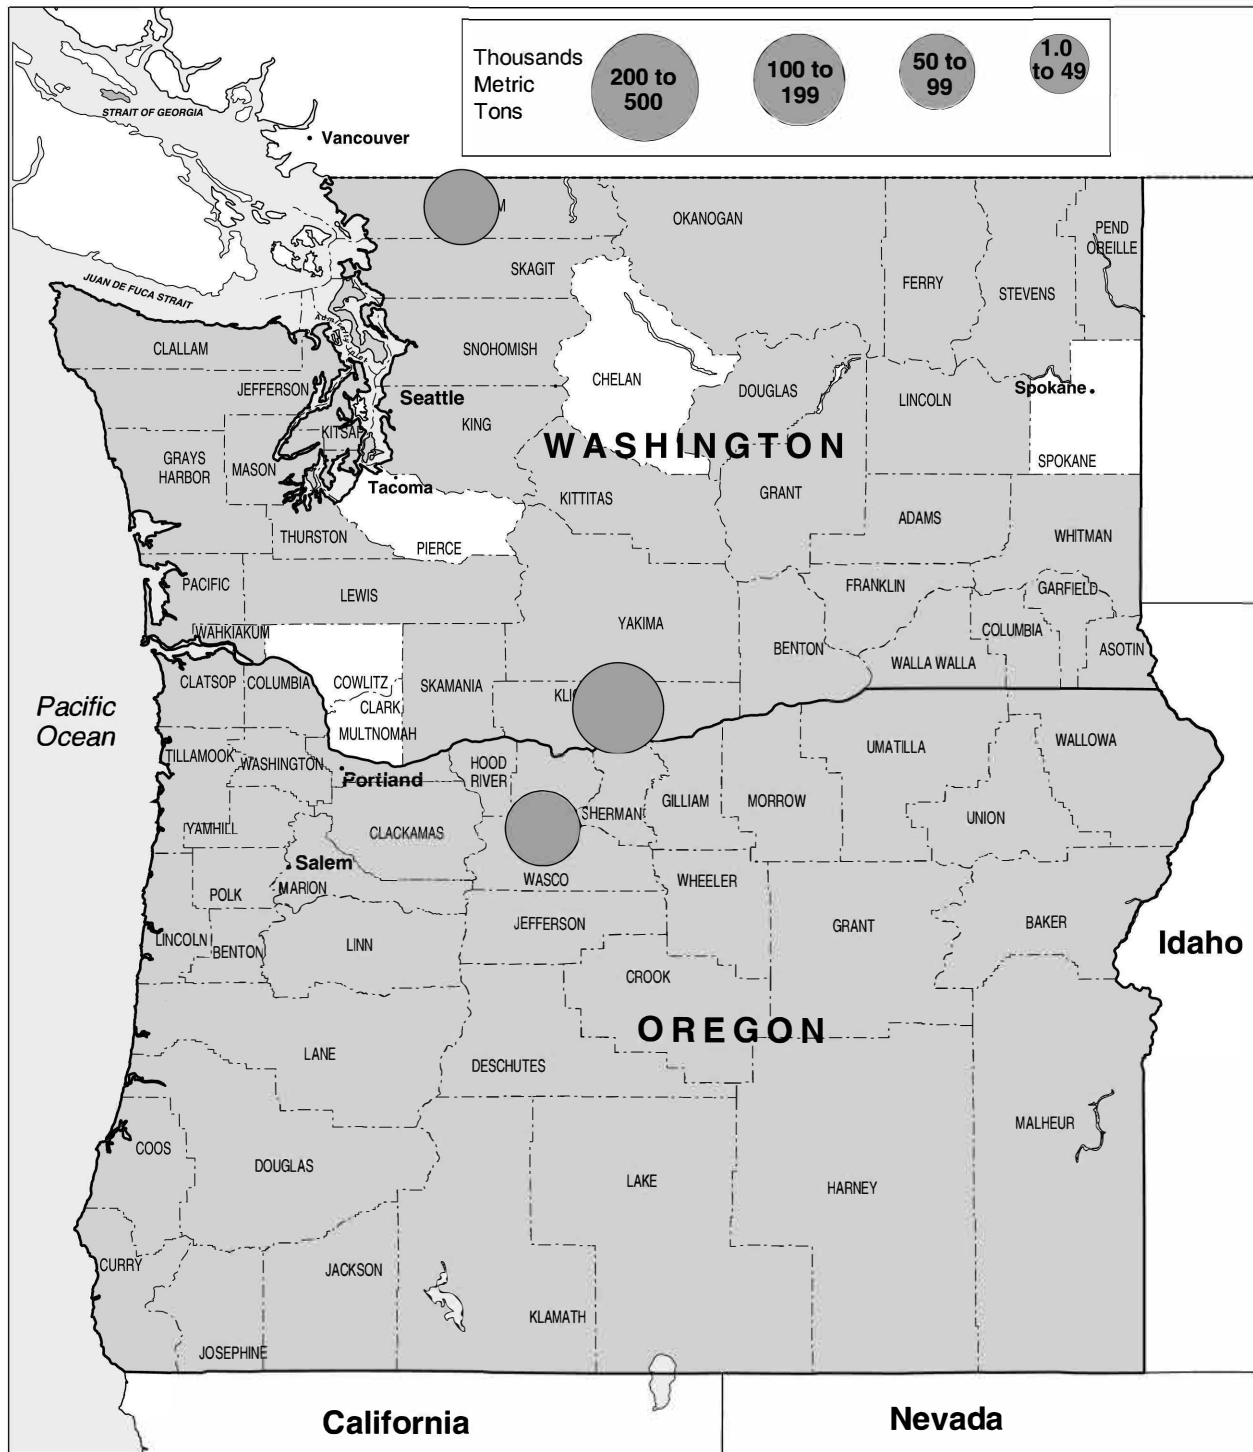 Thousands
Metric
Tons
200 to
500
100 to
199
50 to
99
1.0
to 49
STRAIT OF GEORGIA
Vancouver
OKANOGAN
PEND
OREILLE
SKAGIT
JUAN DE FUCA STRAIT
FERRY
STEVENS
Admiralty Inlet
CLALLAM
SNOHOMISH
CHELAN
JEFFERSON
DOUGLAS
Spokane
Seattle
LINCOLN
KING
KITSAP
WASHINGTON
GRAYS
HARBOR
MASON
SPOKANE
Tacoma
KITTITAS
GRANT
ADAMS
THURSTON
PIERCE
WHITMAN
PACIFIC
LEWIS
FRANKLIN
GARFIELD
WAHKIAKUM
YAKIMA
COLUMBIA
BENTON
ASOTIN
WALLA WALLA
CLATSOP
COLUMBIA
COWLITZ
SKAMANIA
CLARK
Pacific
Ocean
MULTNOMAH
TILLAMOOK
WASHINGTON
UMATILLA
WALLOWA
HOOD
RIVER
Portland
GILLIAM
MORROW
SHERMAN
UNION
YAMHILL
CLACKAMAS
Salem
WASCO
WHEELER
POLK
MARION
JEFFERSON
GRANT
BAKER
LINCOLN
BENTON
LINN
Idaho
CROOK
OREGON
LANE
DESCHUTES
MALHEUR
COOS
DOUGLAS
LAKE
HARNEY
CURRY
JACKSON
KLAMATH
JOSEPHINE
California
Nevada